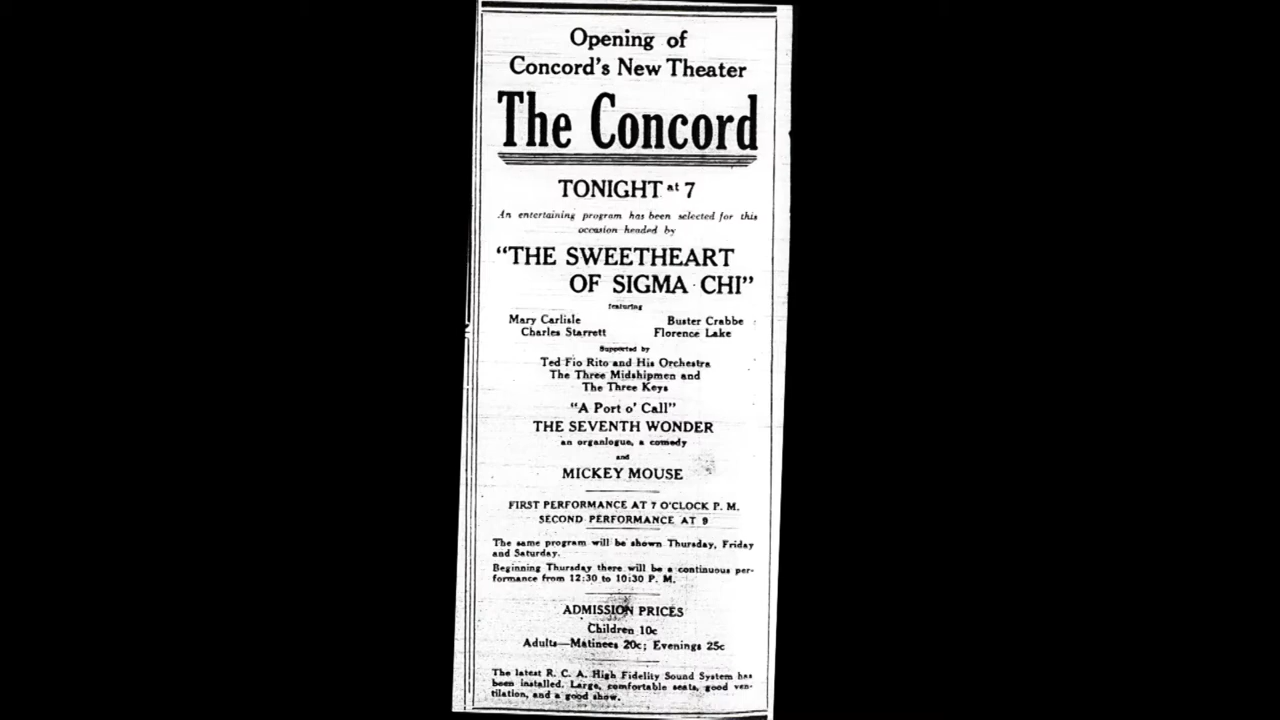 Opening of
Concord's New Theater
The Concord
TONIGHT at 7
An entertaining program has been selected for this
occasion headed by
"THE SWEETHEART
OF SIGMA CHI"
featuring
Mary Carlisle Buster Crabbe
Charles Starrett Florence Lake
Supported by
Ted Fio Rito and His Orchestra
The Three Midshipmen and
The Three Keys
"A Port o' Call"
THE SEVENTH WONDER
an organlogue, a comedy
and
MICKEY MOUSE
FIRST PERFORMANCE AT 7 O'CLOCK P. M.
SECOND PERFORMANCE AT 9
The same program will be shown Thursday, Friday
and Saturday.
Beginning Thursday there will be a continuous per-
formance from 12:30 to 10:30 P. M.
ADMISSION PRICES
Children 10c
Adults—Matinees 20c; Evenings 25c
The latest R. C. A. High Fidelity Sound System has
been installed. Large, comfortable seats, good ven-
tilation, and a good show.